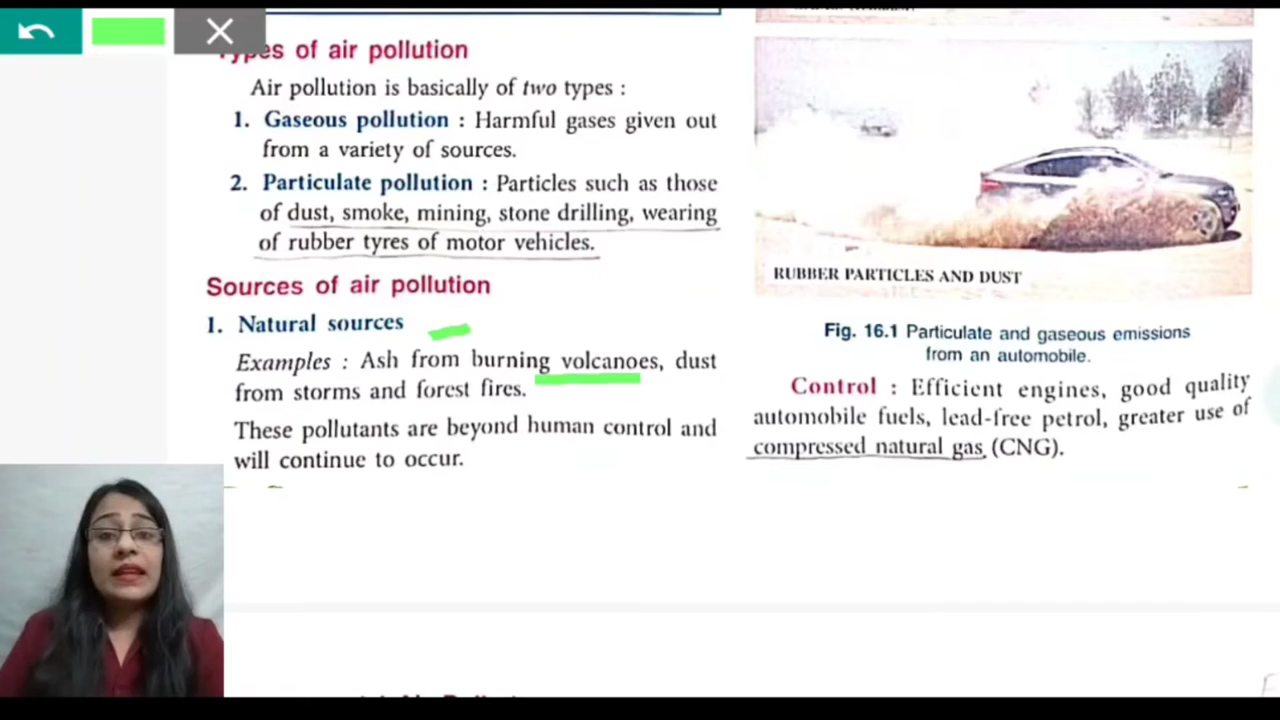 Types of air pollution
Air pollution is basically of two types :
1. Gaseous pollution : Harmful gases given out
from a variety of sources.
2. Particulate pollution : Particles such as those
of dust, smoke, mining, stone drilling, wearing
of rubber tyres of motor vehicles.
Sources of air pollution
1. Natural sources
Examples : Ash from burning volcanoes, dust
from storms and forest fires.
These pollutants are beyond human control and
will continue to occur.
RUBBER PARTICLES AND DUST
Fig. 16.1 Particulate and gaseous emissions
from an automobile.
Control : Efficient engines, good quality
automobile fuels, lead-free petrol, greater use of
compressed natural gas (CNG).